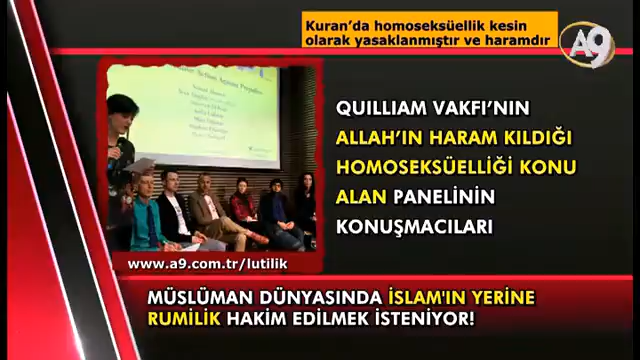 Kuran'da homoseksüellik kesin
olarak yasaklanmıştır ve haramdır
A9
QUILLIAM VAKFI'NIN
ALLAH'IN HARAM KILDIĞI
HOMOSEKSÜELLİĞİ KONU
ALAN PANELİNİN
KONUŞMACILARI
www.a9.com.tr/lutilik
MÜSLÜMAN DÜNYASINDA İSLAM'IN YERİNE
RUMİLİK HAKİM EDİLMEK İSTENİYOR!